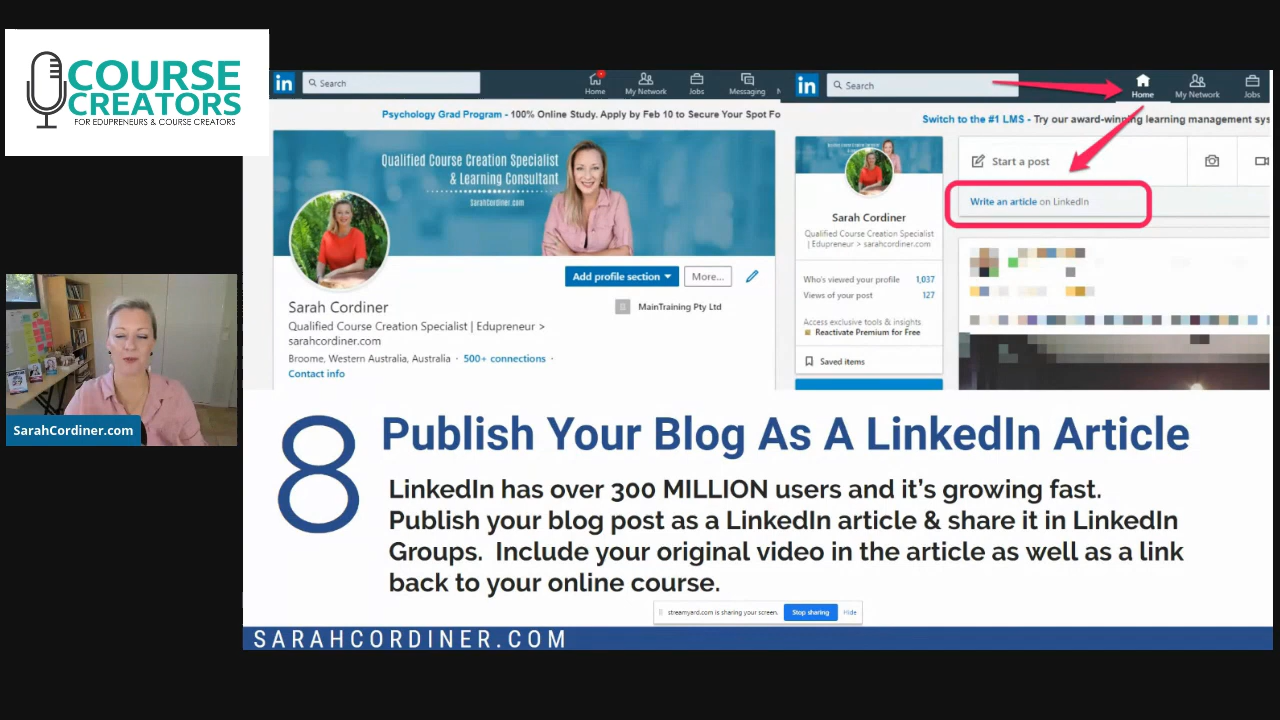 COURSE
CREATORS
FOR EDUPRENEURS & COURSE CREATORS
in
Search
Home
My Network
Jobs
Messaging
N
Psychology Grad Program - 100% Online Study. Apply by Feb 10 to Secure Your Spot Fo
Qualified Course Creation Specialist
& Learning Consultant
SarahCordiner.com
Add profile section
More...
Sarah Cordiner
MainTraining Pty Ltd
Qualified Course Creation Specialist | Edupreneur >
sarahcordiner.com
Broome, Western Australia, Australia · 500+ connections ·
Contact info
in
Search
Home
My Network
Jobs
Switch to the #1 LMS - Try our award-winning learning management sys
Start a post
Write an article on LinkedIn
Sarah Cordiner
Qualified Course Creation Specialist
| Edupreneur > sarahcordiner.com
Who's viewed your profile 1,037
Views of your post 127
Access exclusive tools & insights
Reactivate Premium for Free
Saved items
SarahCordiner.com
8
Publish Your Blog As A LinkedIn Article
LinkedIn has over 300 MILLION users and it's growing fast.
Publish your blog post as a LinkedIn article & share it in LinkedIn
Groups. Include your original video in the article as well as a link
back to your online course.
streamyard.com is sharing your screen.
Stop sharing
Hide
SARAHCORDINER.COM